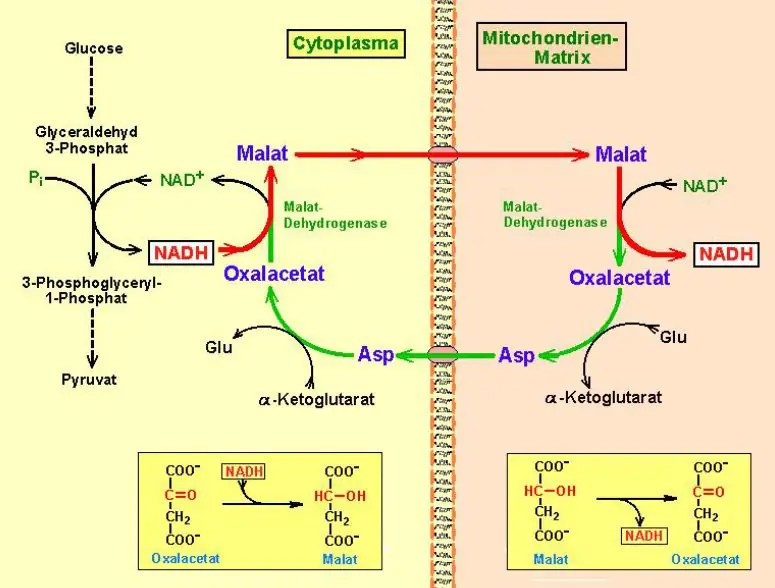 Cytoplasma
Mitochondrien-
Matrix
Glucose
Glyceraldehyd
3-Phosphat
Pi
NAD+
NADH
3-Phosphoglyceryl-
1-Phosphat
Pyruvat
Malat
Malat-
Dehydrogenase
Oxalacetat
Glu
α-Ketoglutarat
Asp
Malat
NAD+
Malat-
Dehydrogenase
NADH
Oxalacetat
Asp
Glu
α-Ketoglutarat
COO-
C=O
CH2
COO-
Oxalacetat
NADH
COO-
HC-OH
CH2
COO-
Malat
COO-
HC-OH
CH2
COO-
Malat
NADH
COO-
C=O
CH2
COO-
Oxalacetat